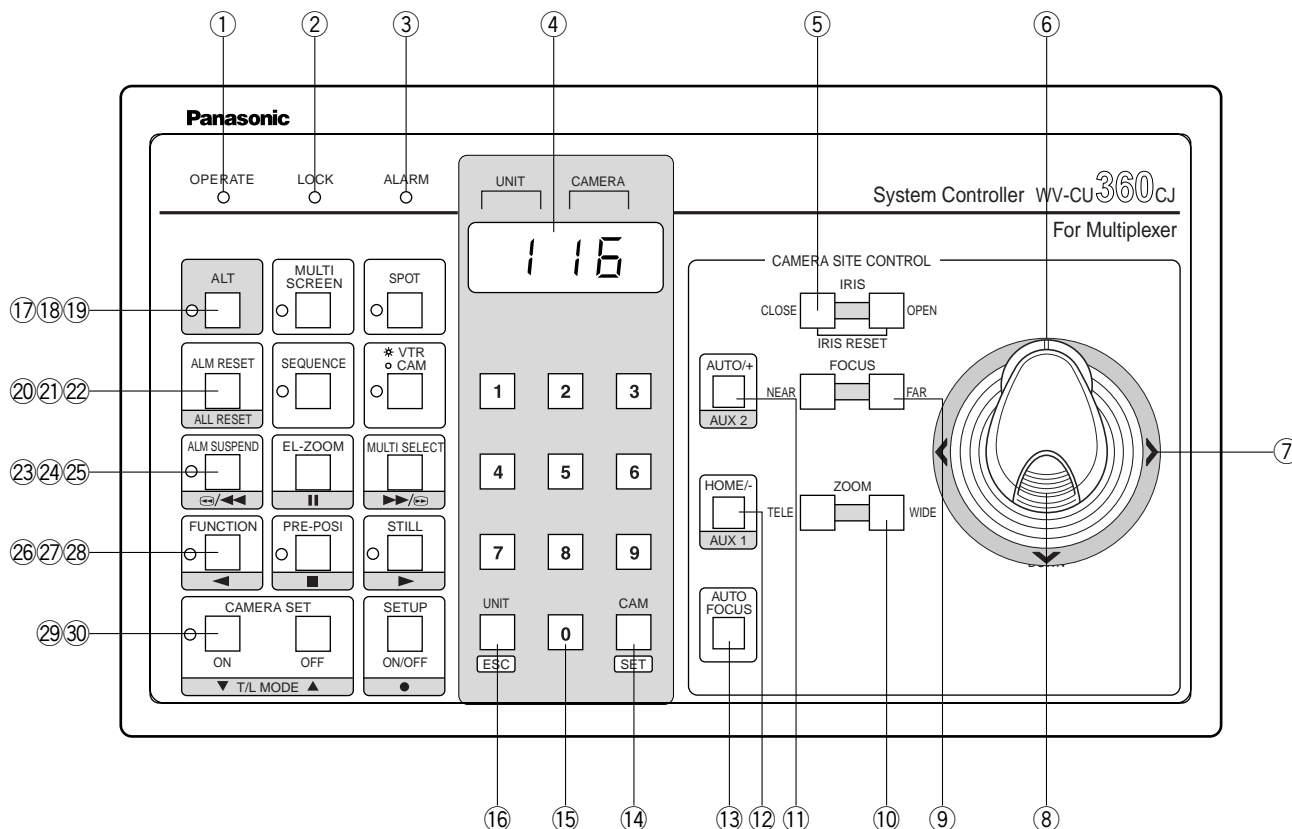 ① ② ③ ④ ⑤ ⑥
Panasonic
OPERATE LOCK ALARM
UNIT CAMERA
System Controller WV-CU360CJ
For Multiplexer
116
CAMERA SITE CONTROL
ALT
MULTI
SCREEN
SPOT
IRIS
CLOSE OPEN
IRIS RESET
⑰⑱⑲
ALM RESET
ALL RESET
SEQUENCE
VTR
CAM
⑳㉑㉒
1 2 3
AUTO/+
AUX 2
FOCUS
NEAR FAR
ALM SUSPEND
EL-ZOOM
MULTI SELECT
㉓㉔㉕
⑦
4 5 6
HOME/-
AUX 1
ZOOM
TELE WIDE
FUNCTION
PRE-POSI
STILL
㉖㉗㉘
7 8 9
CAMERA SET
ON OFF
▼ T/L MODE ▲
SETUP
ON/OFF
㉙㉚
UNIT
ESC
0
CAM
SET
AUTO
FOCUS
⑯ ⑮ ⑭ ⑬ ⑫ ⑪ ⑩ ⑨ ⑧